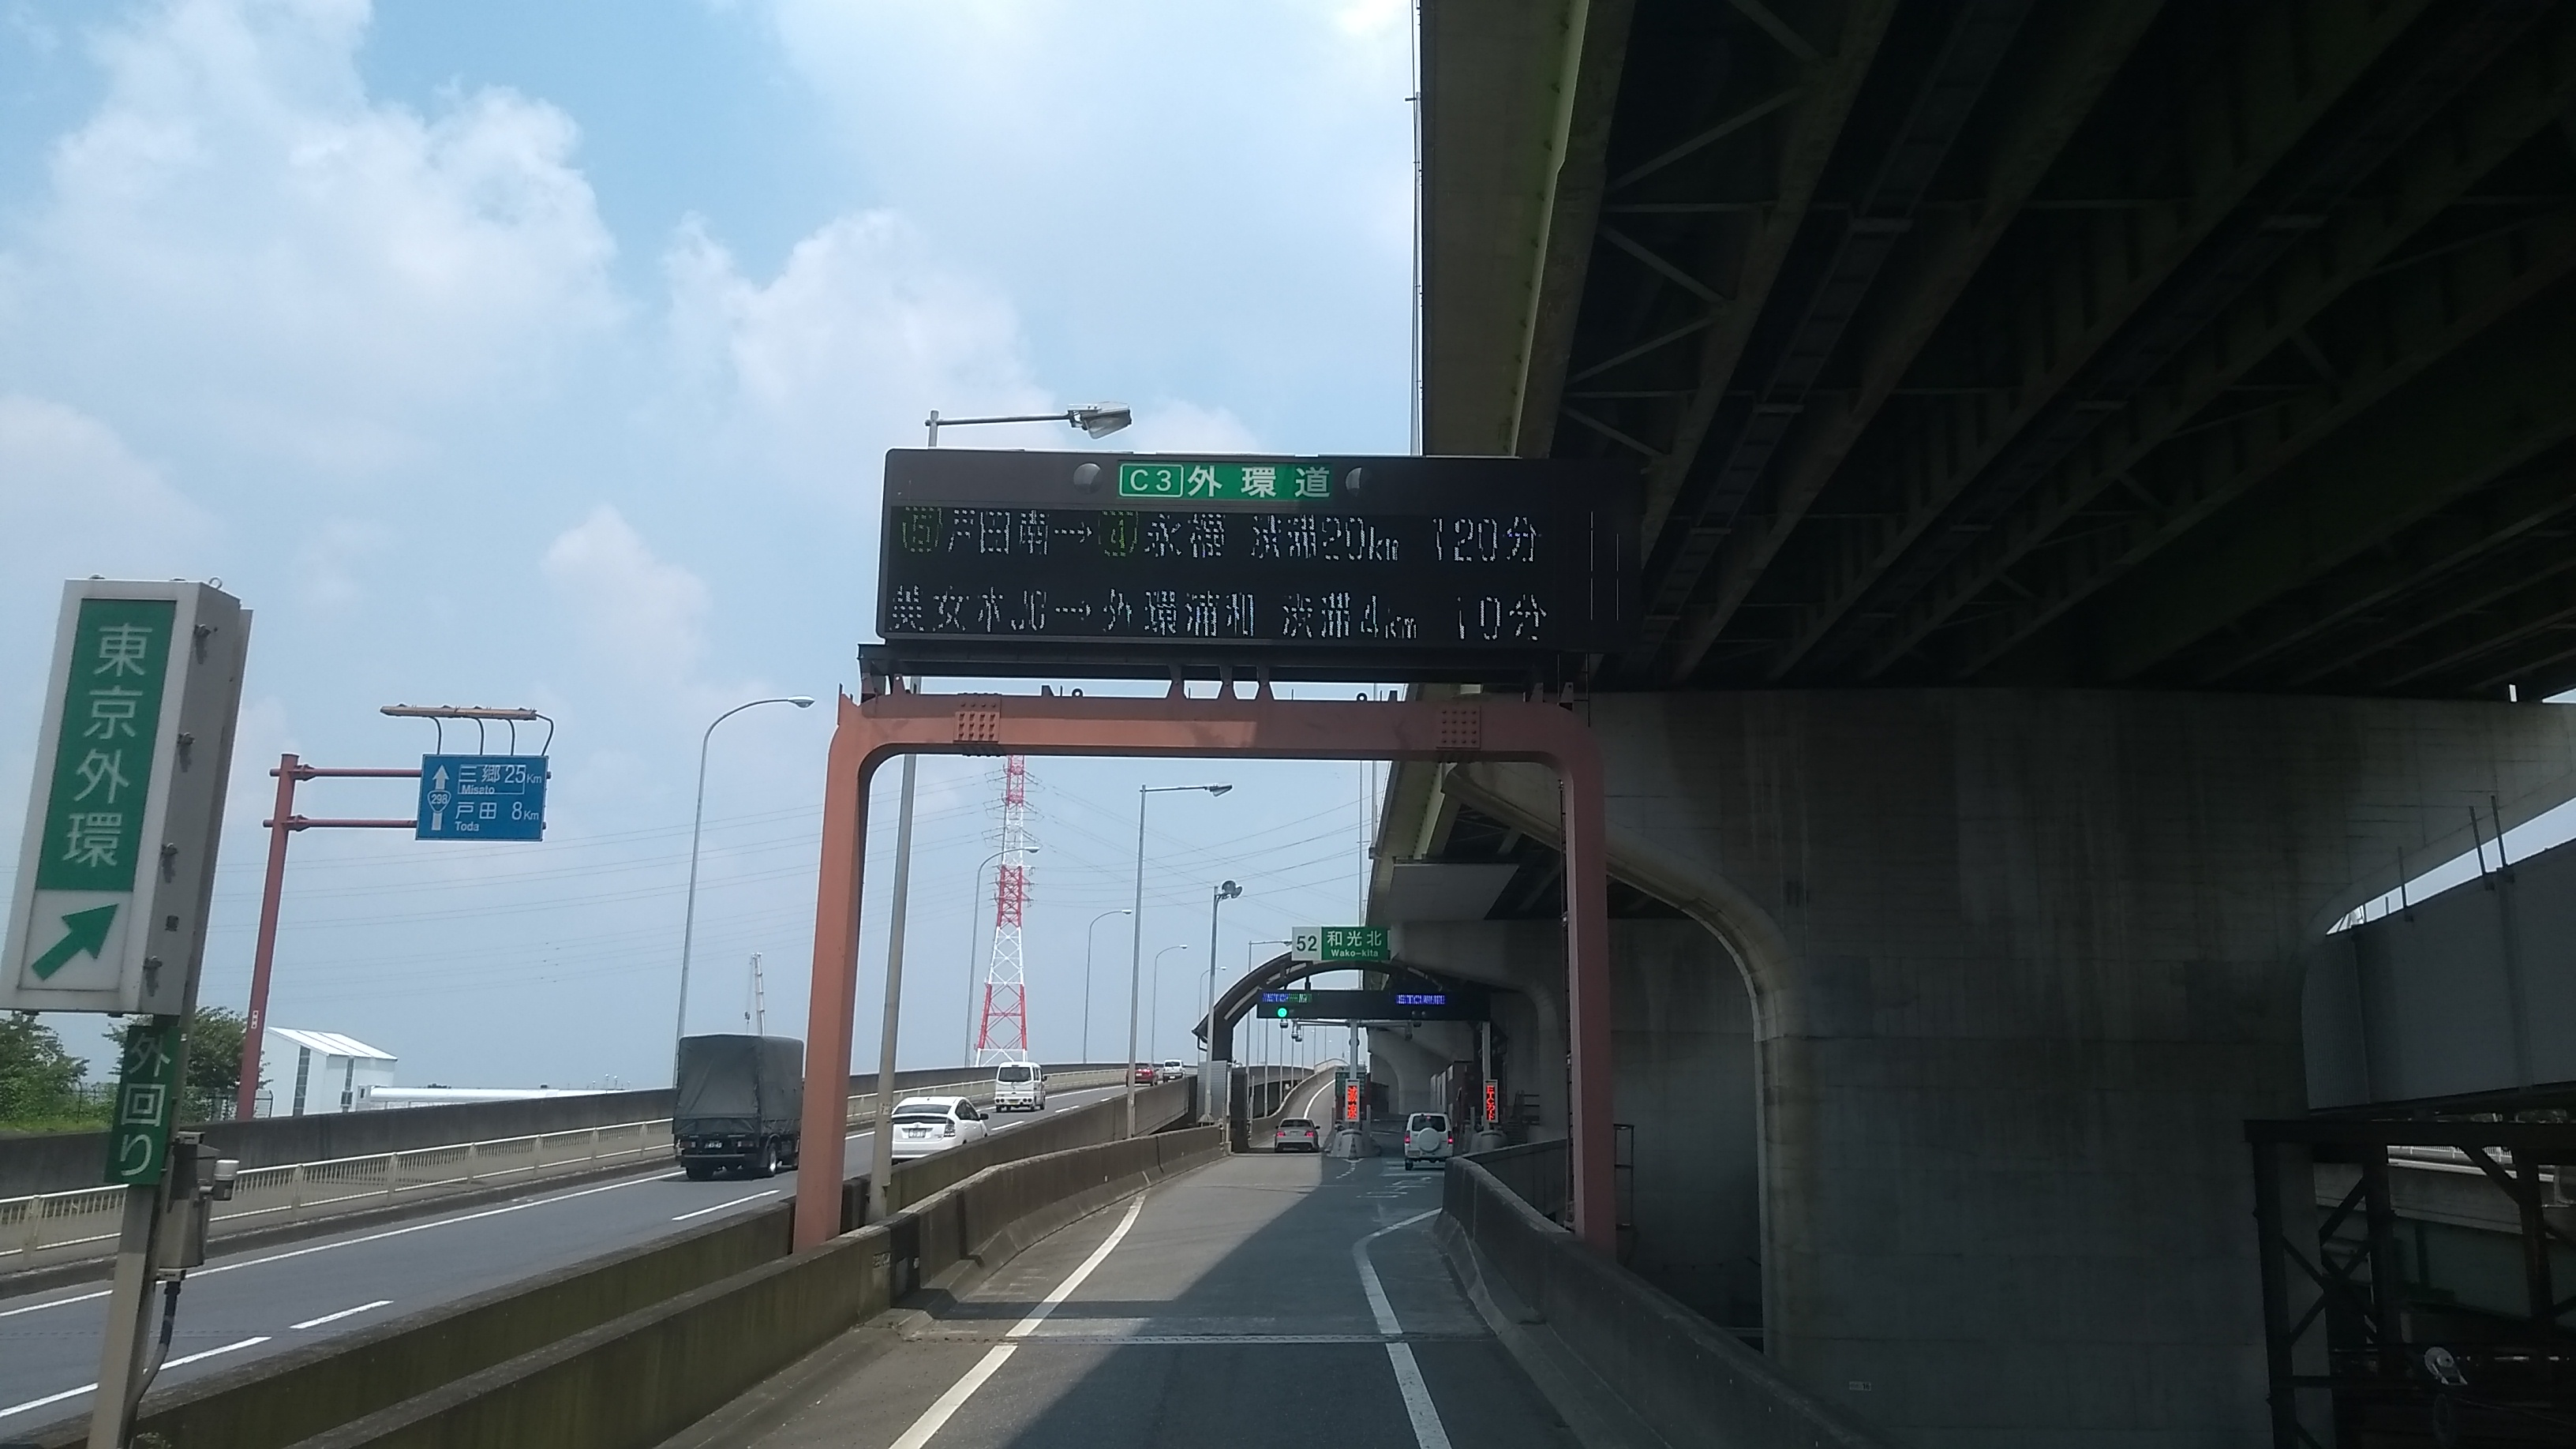 C3 外環道
⑤戸田南→④永福 渋滞20km 120分
美女木JC→外環浦和 渋滞4km 10分
東京外環
外回り
三郷 25Km
Misato
298
戸田 8Km
Toda
52 和光北
Wako-kita